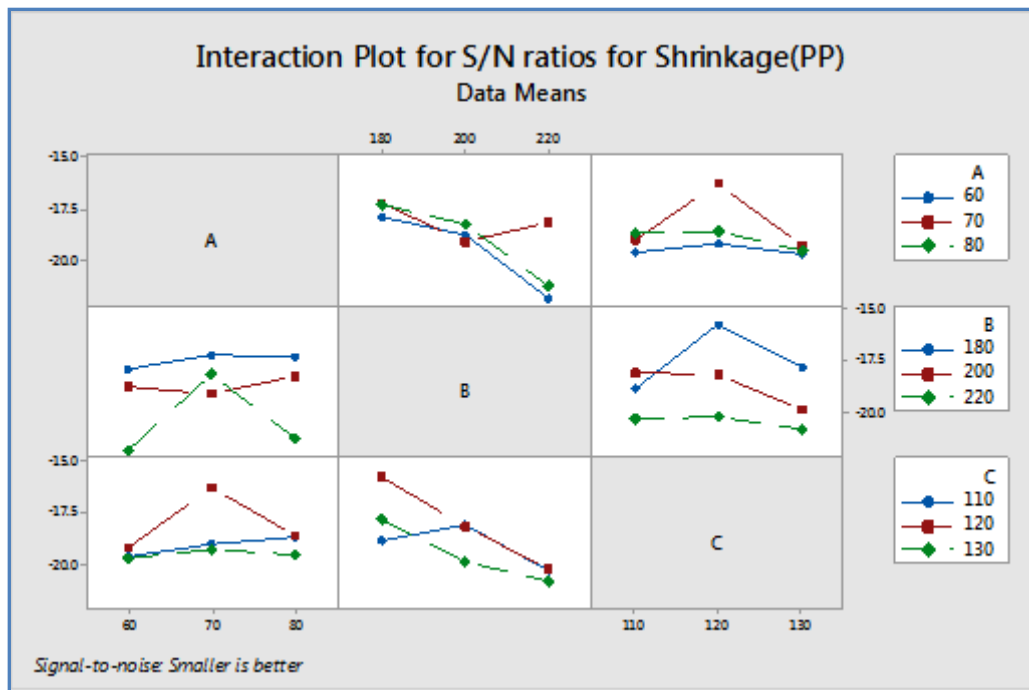 Interaction Plot for S/N ratios for Shrinkage(PP)
Data Means
180 200 220
-15.0
-17.5
-20.0
A
A
60
70
80
B
-15.0
-17.5
-20.0
B
180
200
220
-15.0
-17.5
-20.0
C
C
110
120
130
60 70 80
110 120 130
Signal-to-noise: Smaller is better